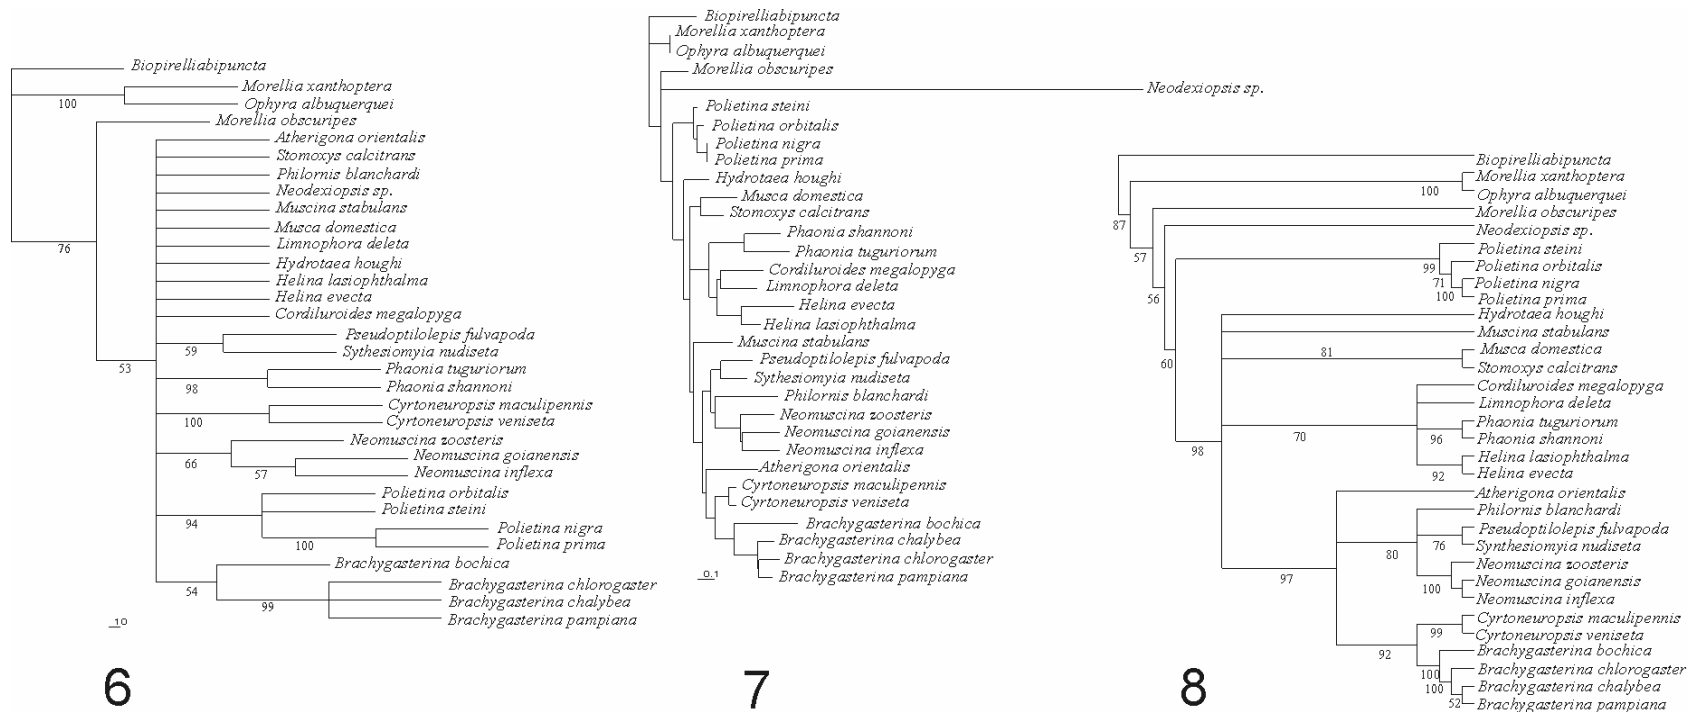 Biopirelliabipuncta
Morellia xanthoptera
100
Ophyra albuquerquei
Morellia obscuripes
Atherigona orientalis
Stomoxys calcitrans
Philornis blanchardi
Neodexiopsis sp.
Muscina stabulans
Musca domestica
76
Limnophora deleta
Hydrotaea houghi
Helina lasiophthalma
Helina evecta
Cordiluroides megalopyga
Pseudoptilolepis fulvapoda
59
Sythesiomyia nudiseta
53
Phaonia tuguriorum
98
Phaonia shannoni
Cyrtoneuropsis maculipennis
100
Cyrtoneuropsis veniseta
Neomuscina zoosteris
66
Neomuscina goianensis
57
Neomuscina inflexa
Polietina orbitalis
Polietina steini
94
Polietina nigra
100
Polietina prima
Brachygasterina bochica
54
Brachygasterina chlorogaster
99
Brachygasterina chalybea
Brachygasterina pampiana
10
6
Biopirelliabipuncta
Morellia xanthoptera
Ophyra albuquerquei
Morellia obscuripes
Neodexiopsis sp.
Polietina steini
Polietina orbitalis
Polietina nigra
Polietina prima
Hydrotaea houghi
Musca domestica
Stomoxys calcitrans
Phaonia shannoni
Phaonia tuguriorum
Cordiluroides megalopyga
Limnophora deleta
Helina evecta
Helina lasiophthalma
Muscina stabulans
Pseudoptilolepis fulvapoda
Sythesiomyia nudiseta
Philornis blanchardi
Neomuscina zoosteris
Neomuscina goianensis
Neomuscina inflexa
Atherigona orientalis
Cyrtoneuropsis maculipennis
Cyrtoneuropsis veniseta
Brachygasterina bochica
Brachygasterina chalybea
Brachygasterina chlorogaster
Brachygasterina pampiana
0.1
7
Biopirelliabipuncta
Morellia xanthoptera
100
Ophyra albuquerquei
Morellia obscuripes
87
Neodexiopsis sp.
57
Polietina steini
99
Polietina orbitalis
71
Polietina nigra
56
100
Polietina prima
Hydrotaea houghi
Muscina stabulans
81
Musca domestica
60
Stomoxys calcitrans
Cordiluroides megalopyga
Limnophora deleta
Phaonia tuguriorum
70
96
Phaonia shannoni
98
Helina lasiophthalma
92
Helina evecta
Atherigona orientalis
Philornis blanchardi
Pseudoptilolepis fulvapoda
80
76
Synthesiomyia nudiseta
Neomuscina zoosteris
97
Neomuscina goianensis
100
Neomuscina inflexa
Cyrtoneuropsis maculipennis
99
Cyrtoneuropsis veniseta
92
Brachygasterina bochica
100
Brachygasterina chlorogaster
100
Brachygasterina chalybea
52
Brachygasterina pampiana
8